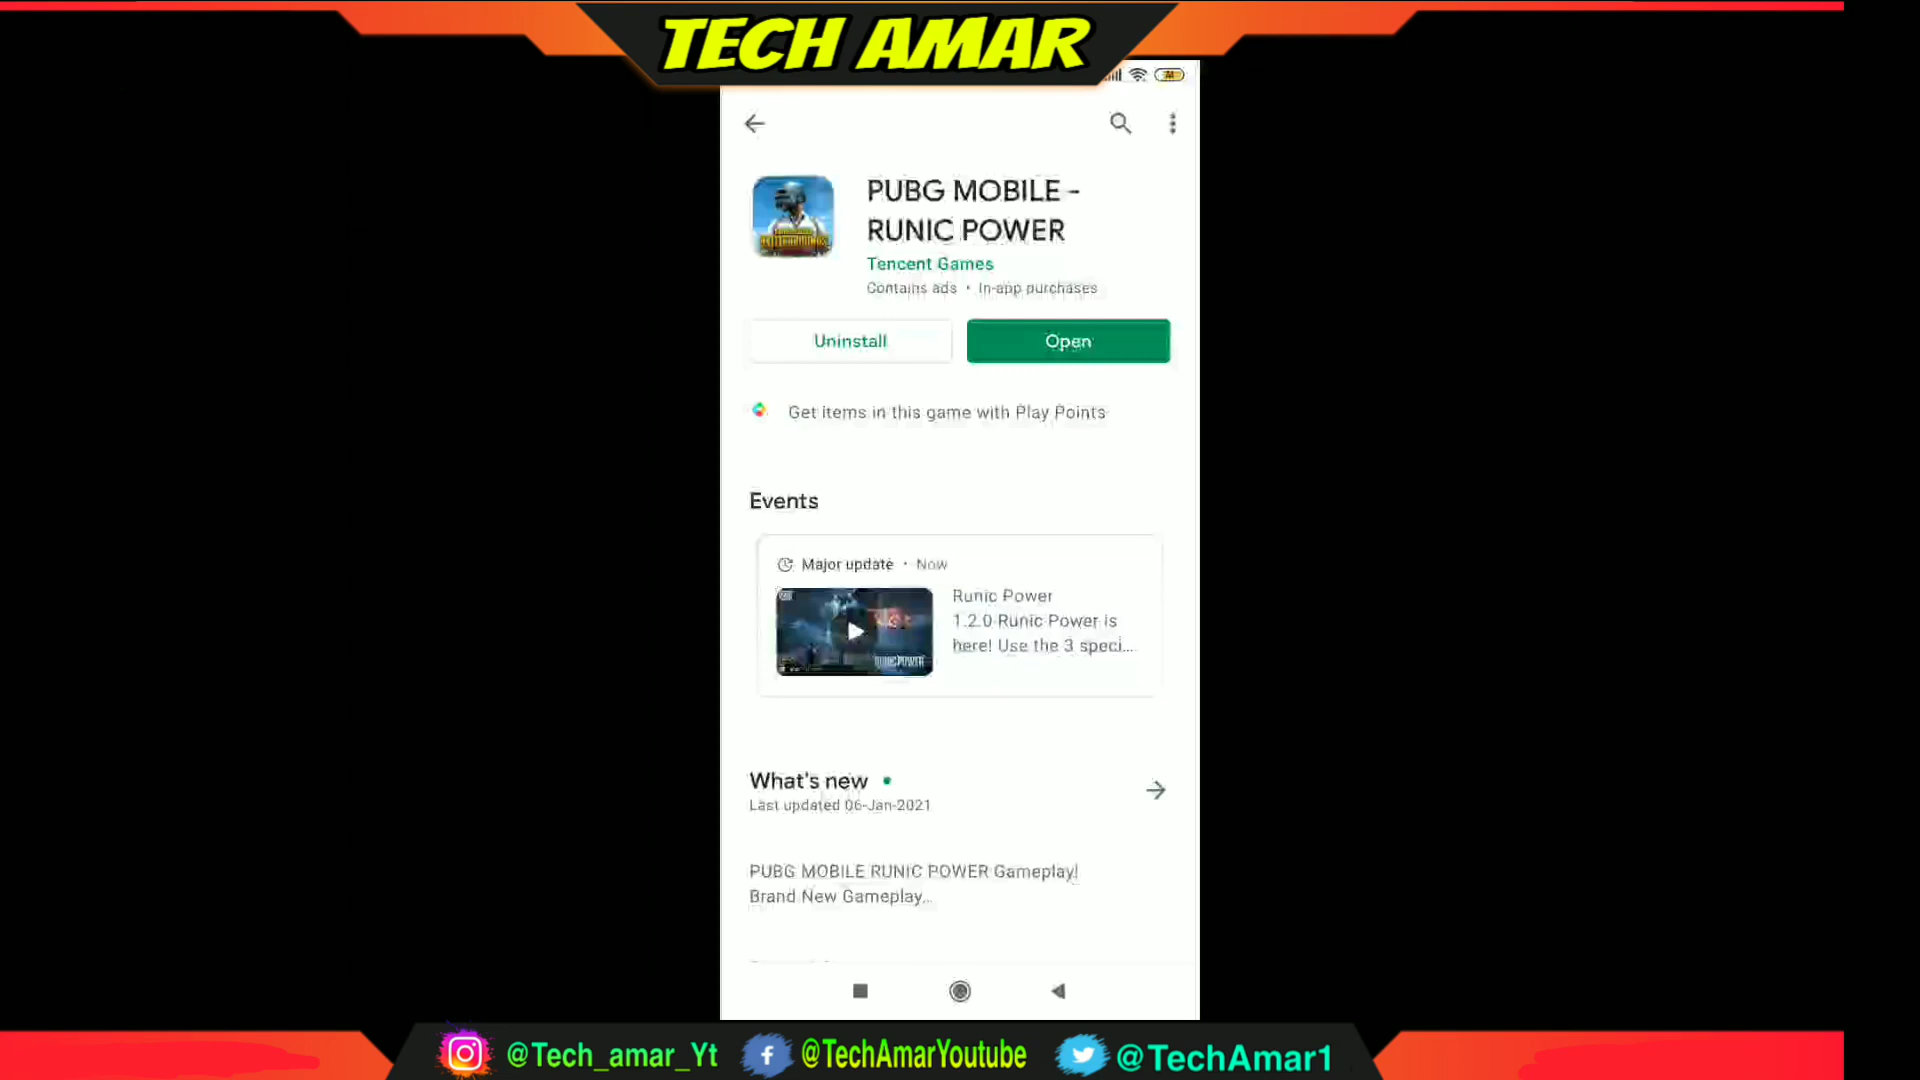 TECH AMAR
PUBG MOBILE -
RUNIC POWER
Tencent Games
Contains ads • In-app purchases
Uninstall
Open
Get items in this game with Play Points
Events
Major update • Now
Runic Power
1.2.0 Runic Power is
here! Use the 3 speci...
RUNIC POWER
What's new
Last updated 06-Jan-2021
PUBG MOBILE RUNIC POWER Gameplay!
Brand New Gameplay...
@Tech_amar_Yt
@TechAmarYoutube
@TechAmar1